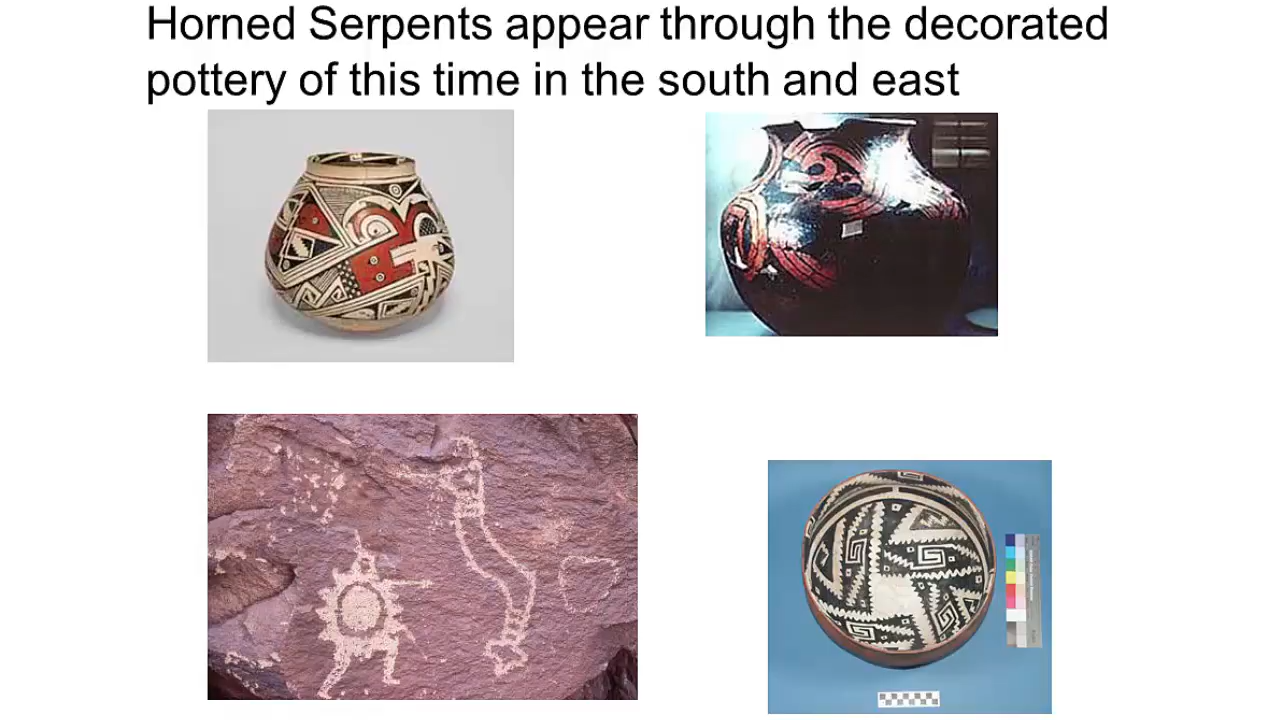 Horned Serpents appear through the decorated
pottery of this time in the south and east